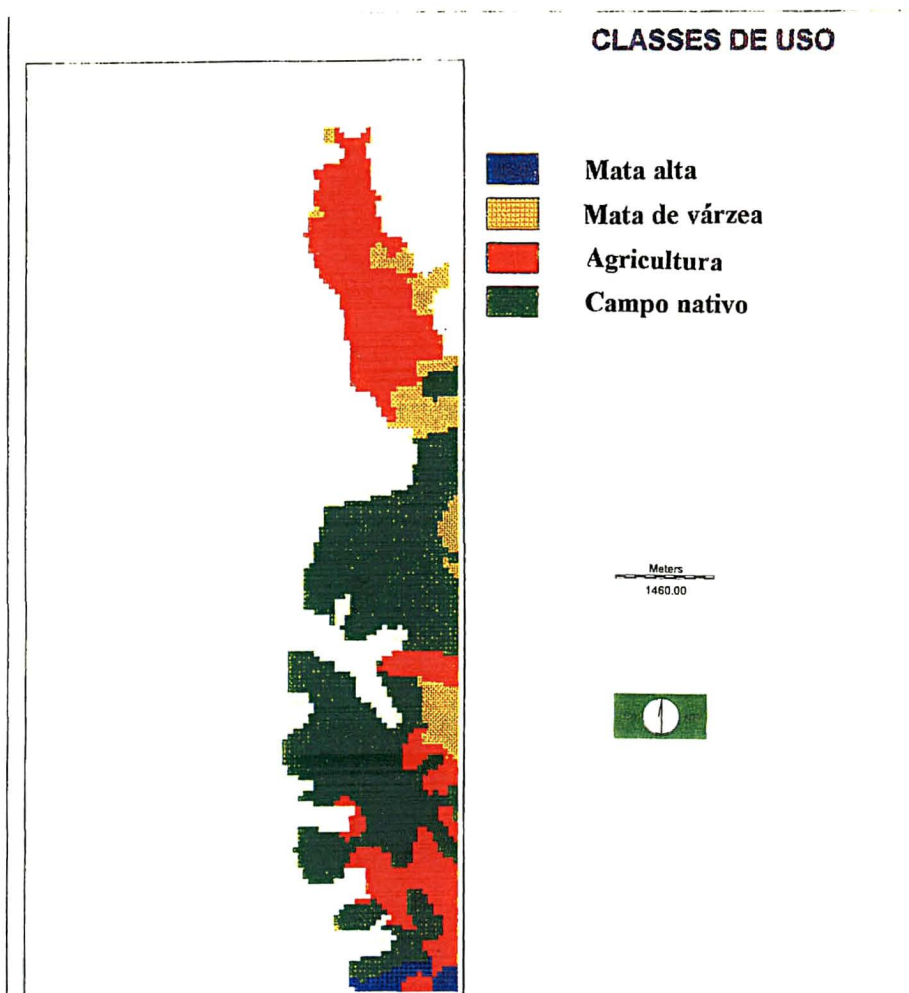 CLASSES DE USO
Mata alta
Mata de várzea
Agricultura
Campo nativo
Meters
1460.00